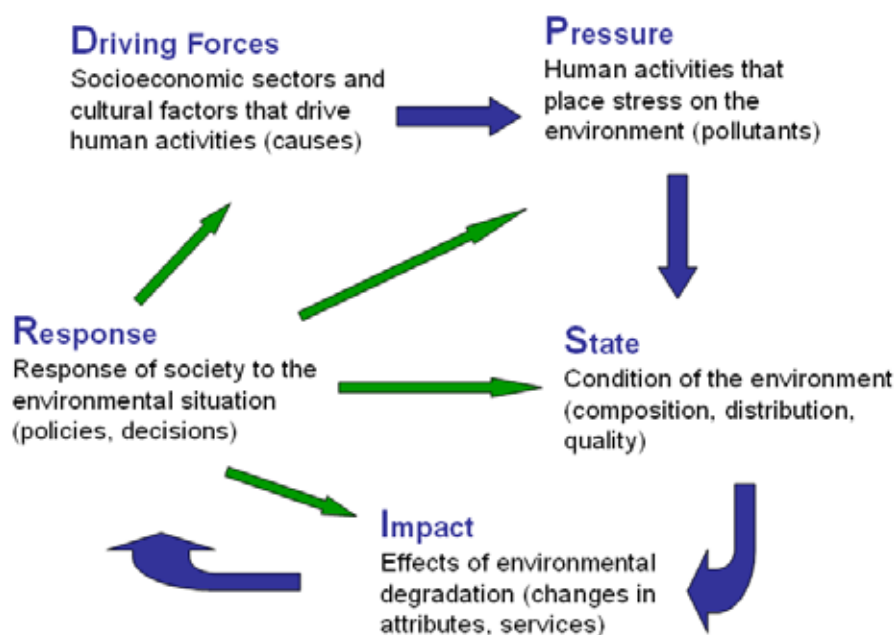 Driving Forces
Socioeconomic sectors and
cultural factors that drive
human activities (causes)
Pressure
Human activities that
place stress on the
environment (pollutants)
Response
Response of society to the
environmental situation
(policies, decisions)
State
Condition of the environment
(composition, distribution,
quality)
Impact
Effects of environmental
degradation (changes in
attributes, services)